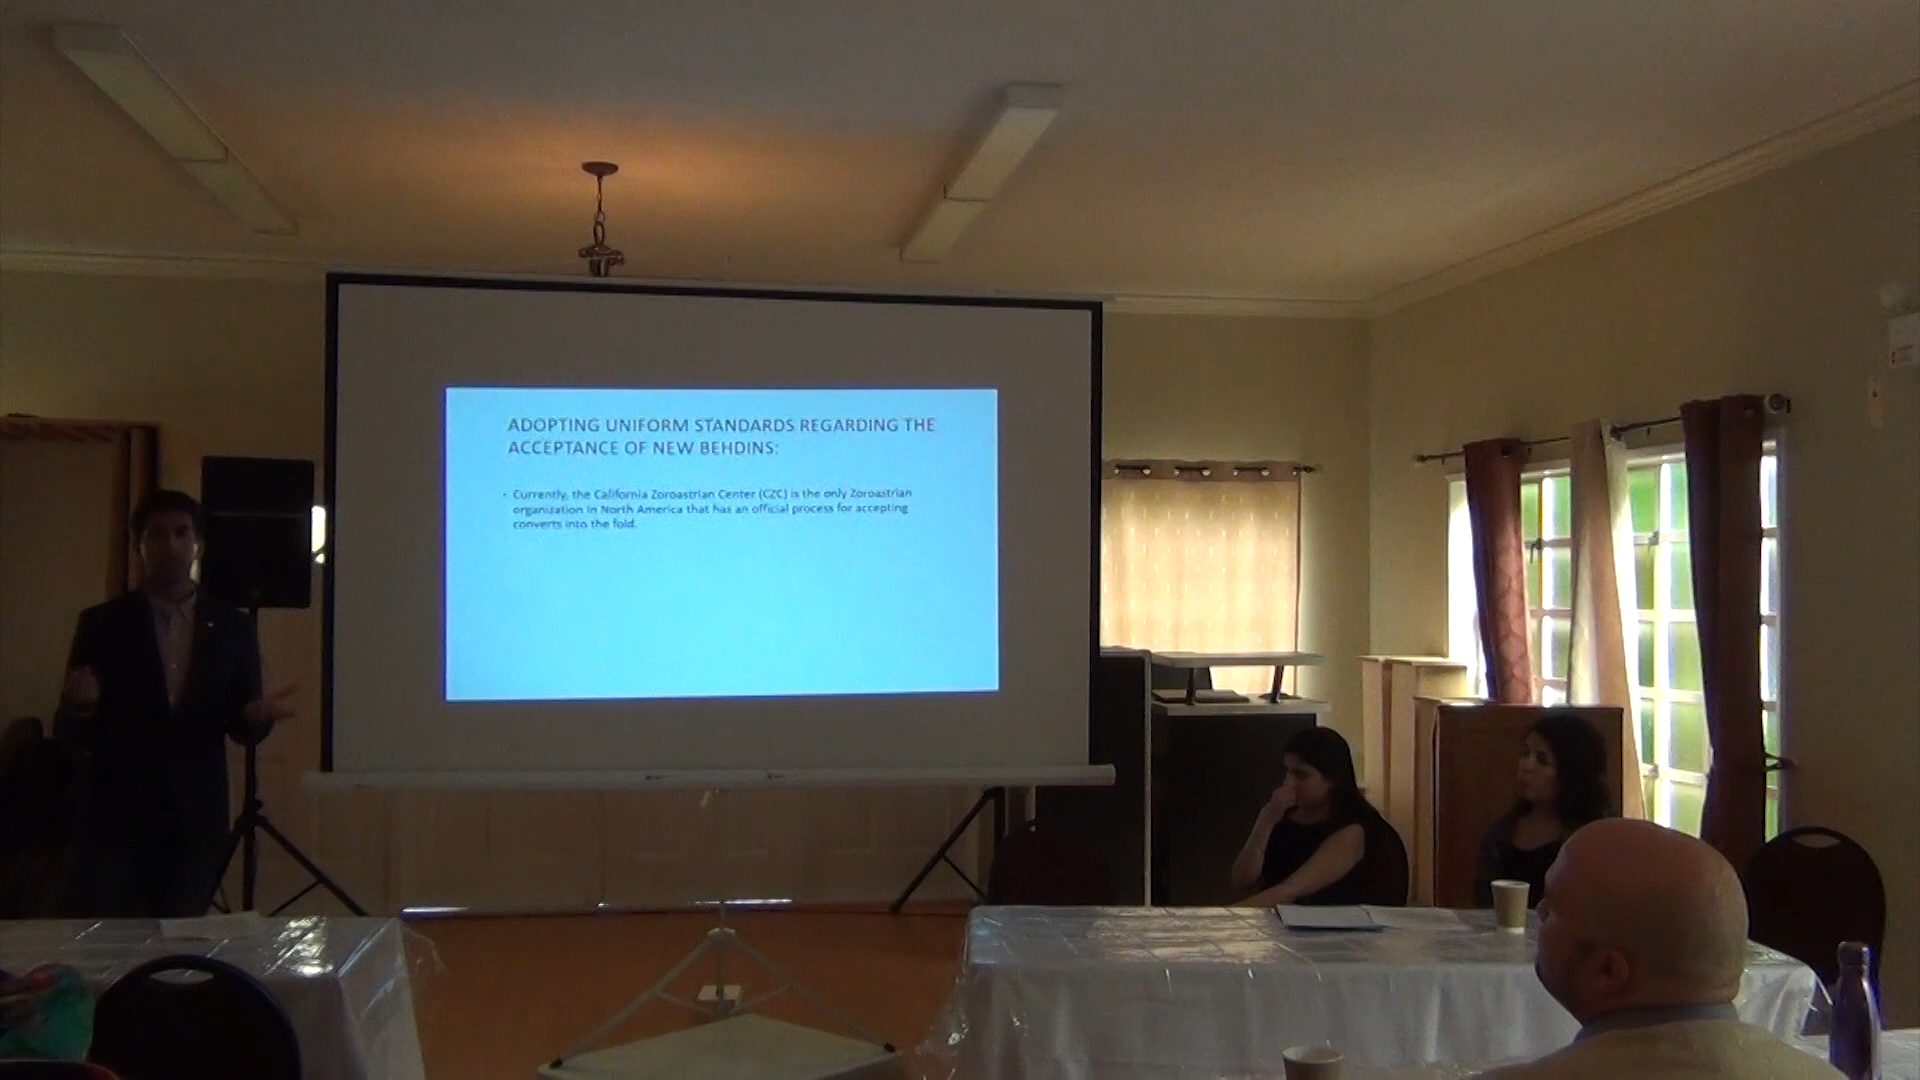 ADOPTING UNIFORM STANDARDS REGARDING THE
ACCEPTANCE OF NEW BEHDINS:
• Currently, the California Zoroastrian Center (CZC) is the only Zoroastrian
organization in North America that has an official process for accepting
converts into the fold.